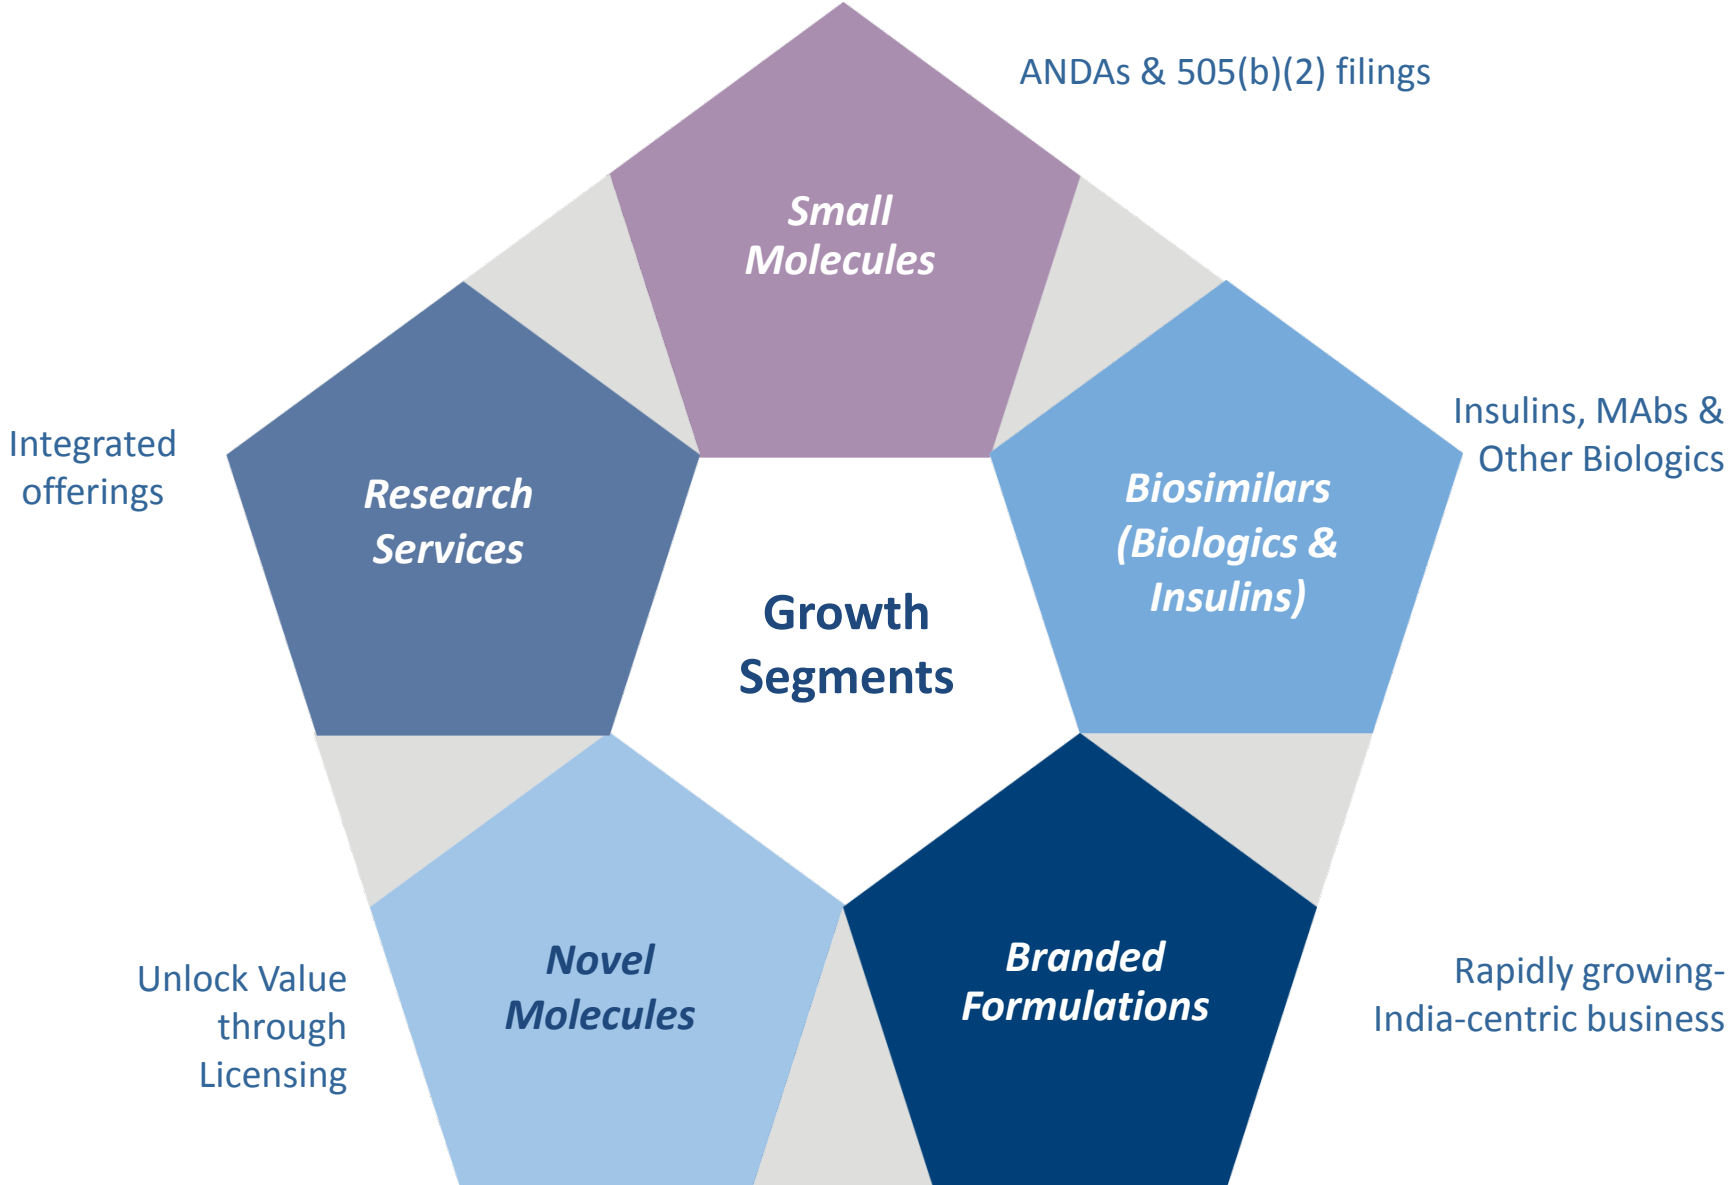 ANDAs & 505(b)(2) filings
Small
Molecules
Insulins, MAbs &
Other Biologics
Biosimilars
(Biologics &
Insulins)
Integrated
offerings
Research
Services
Growth
Segments
Novel
Molecules
Unlock Value
through
Licensing
Branded
Formulations
Rapidly growing-
India-centric business